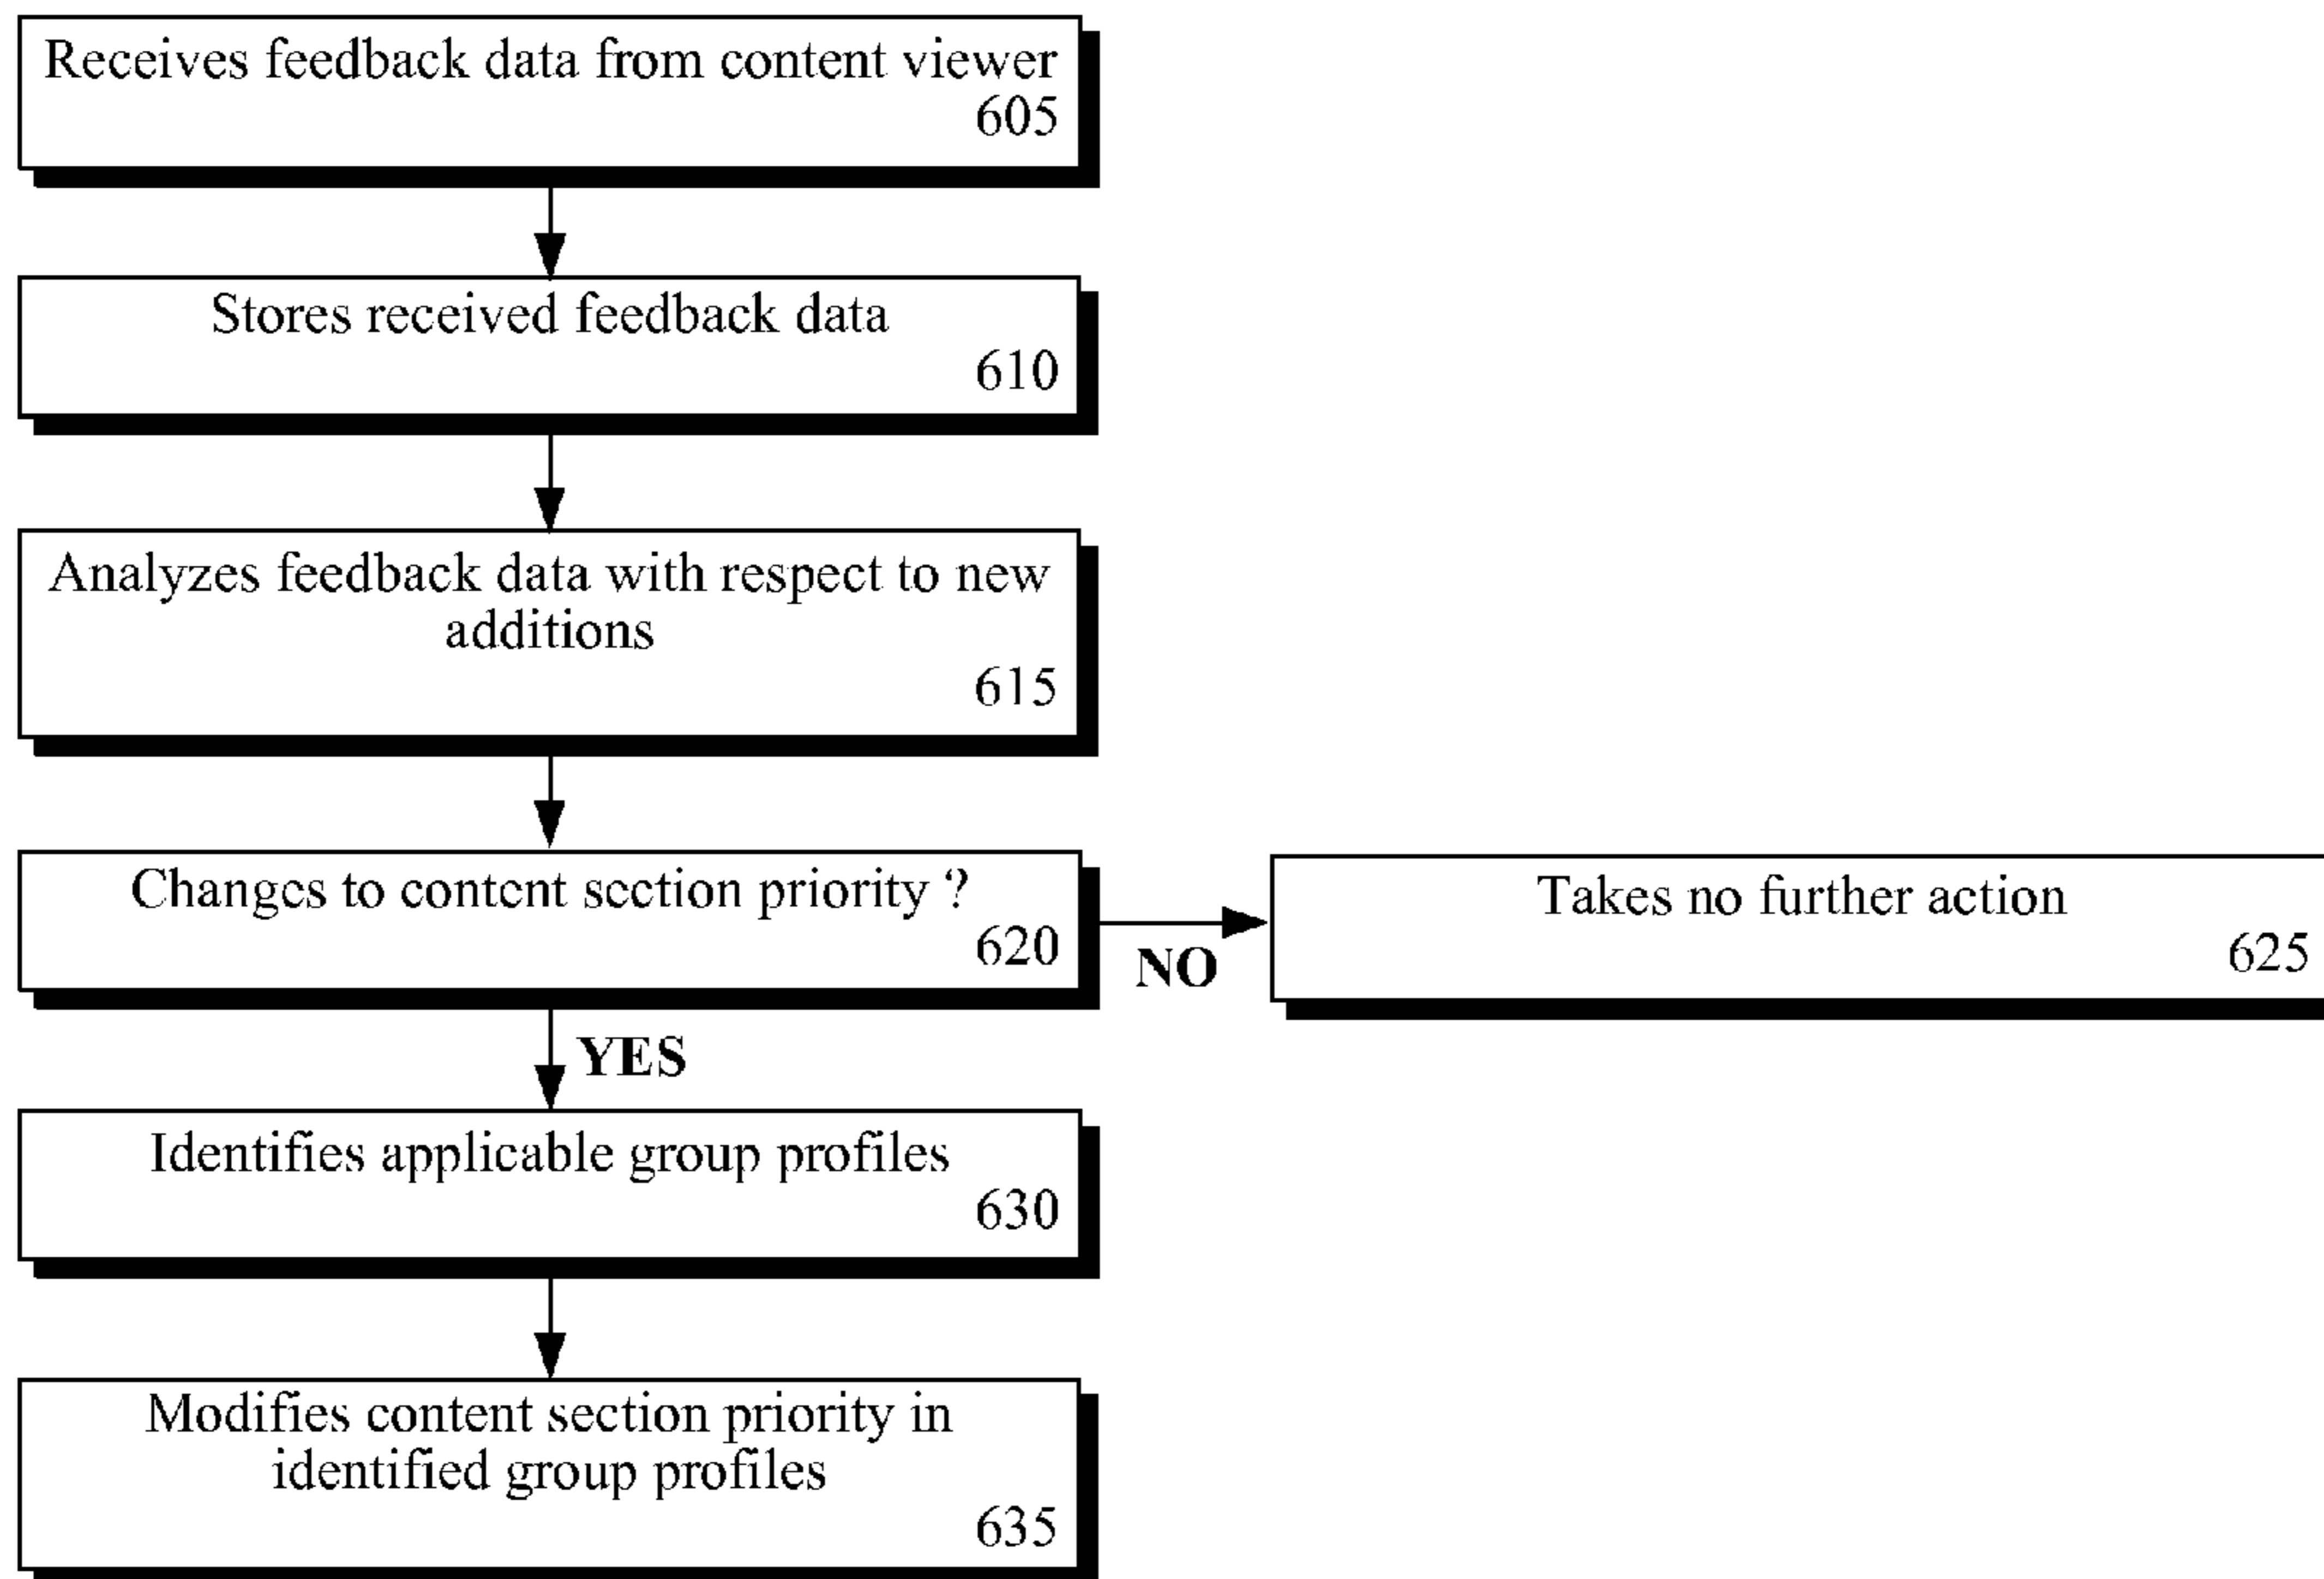 Receives feedback data from content viewer
605
Stores received feedback data
610
Analyzes feedback data with respect to new
additions
615
Changes to content section priority ?
620
NO
Takes no further action
625
YES
Identifies applicable group profiles
630
Modifies content section priority in
identified group profiles
635